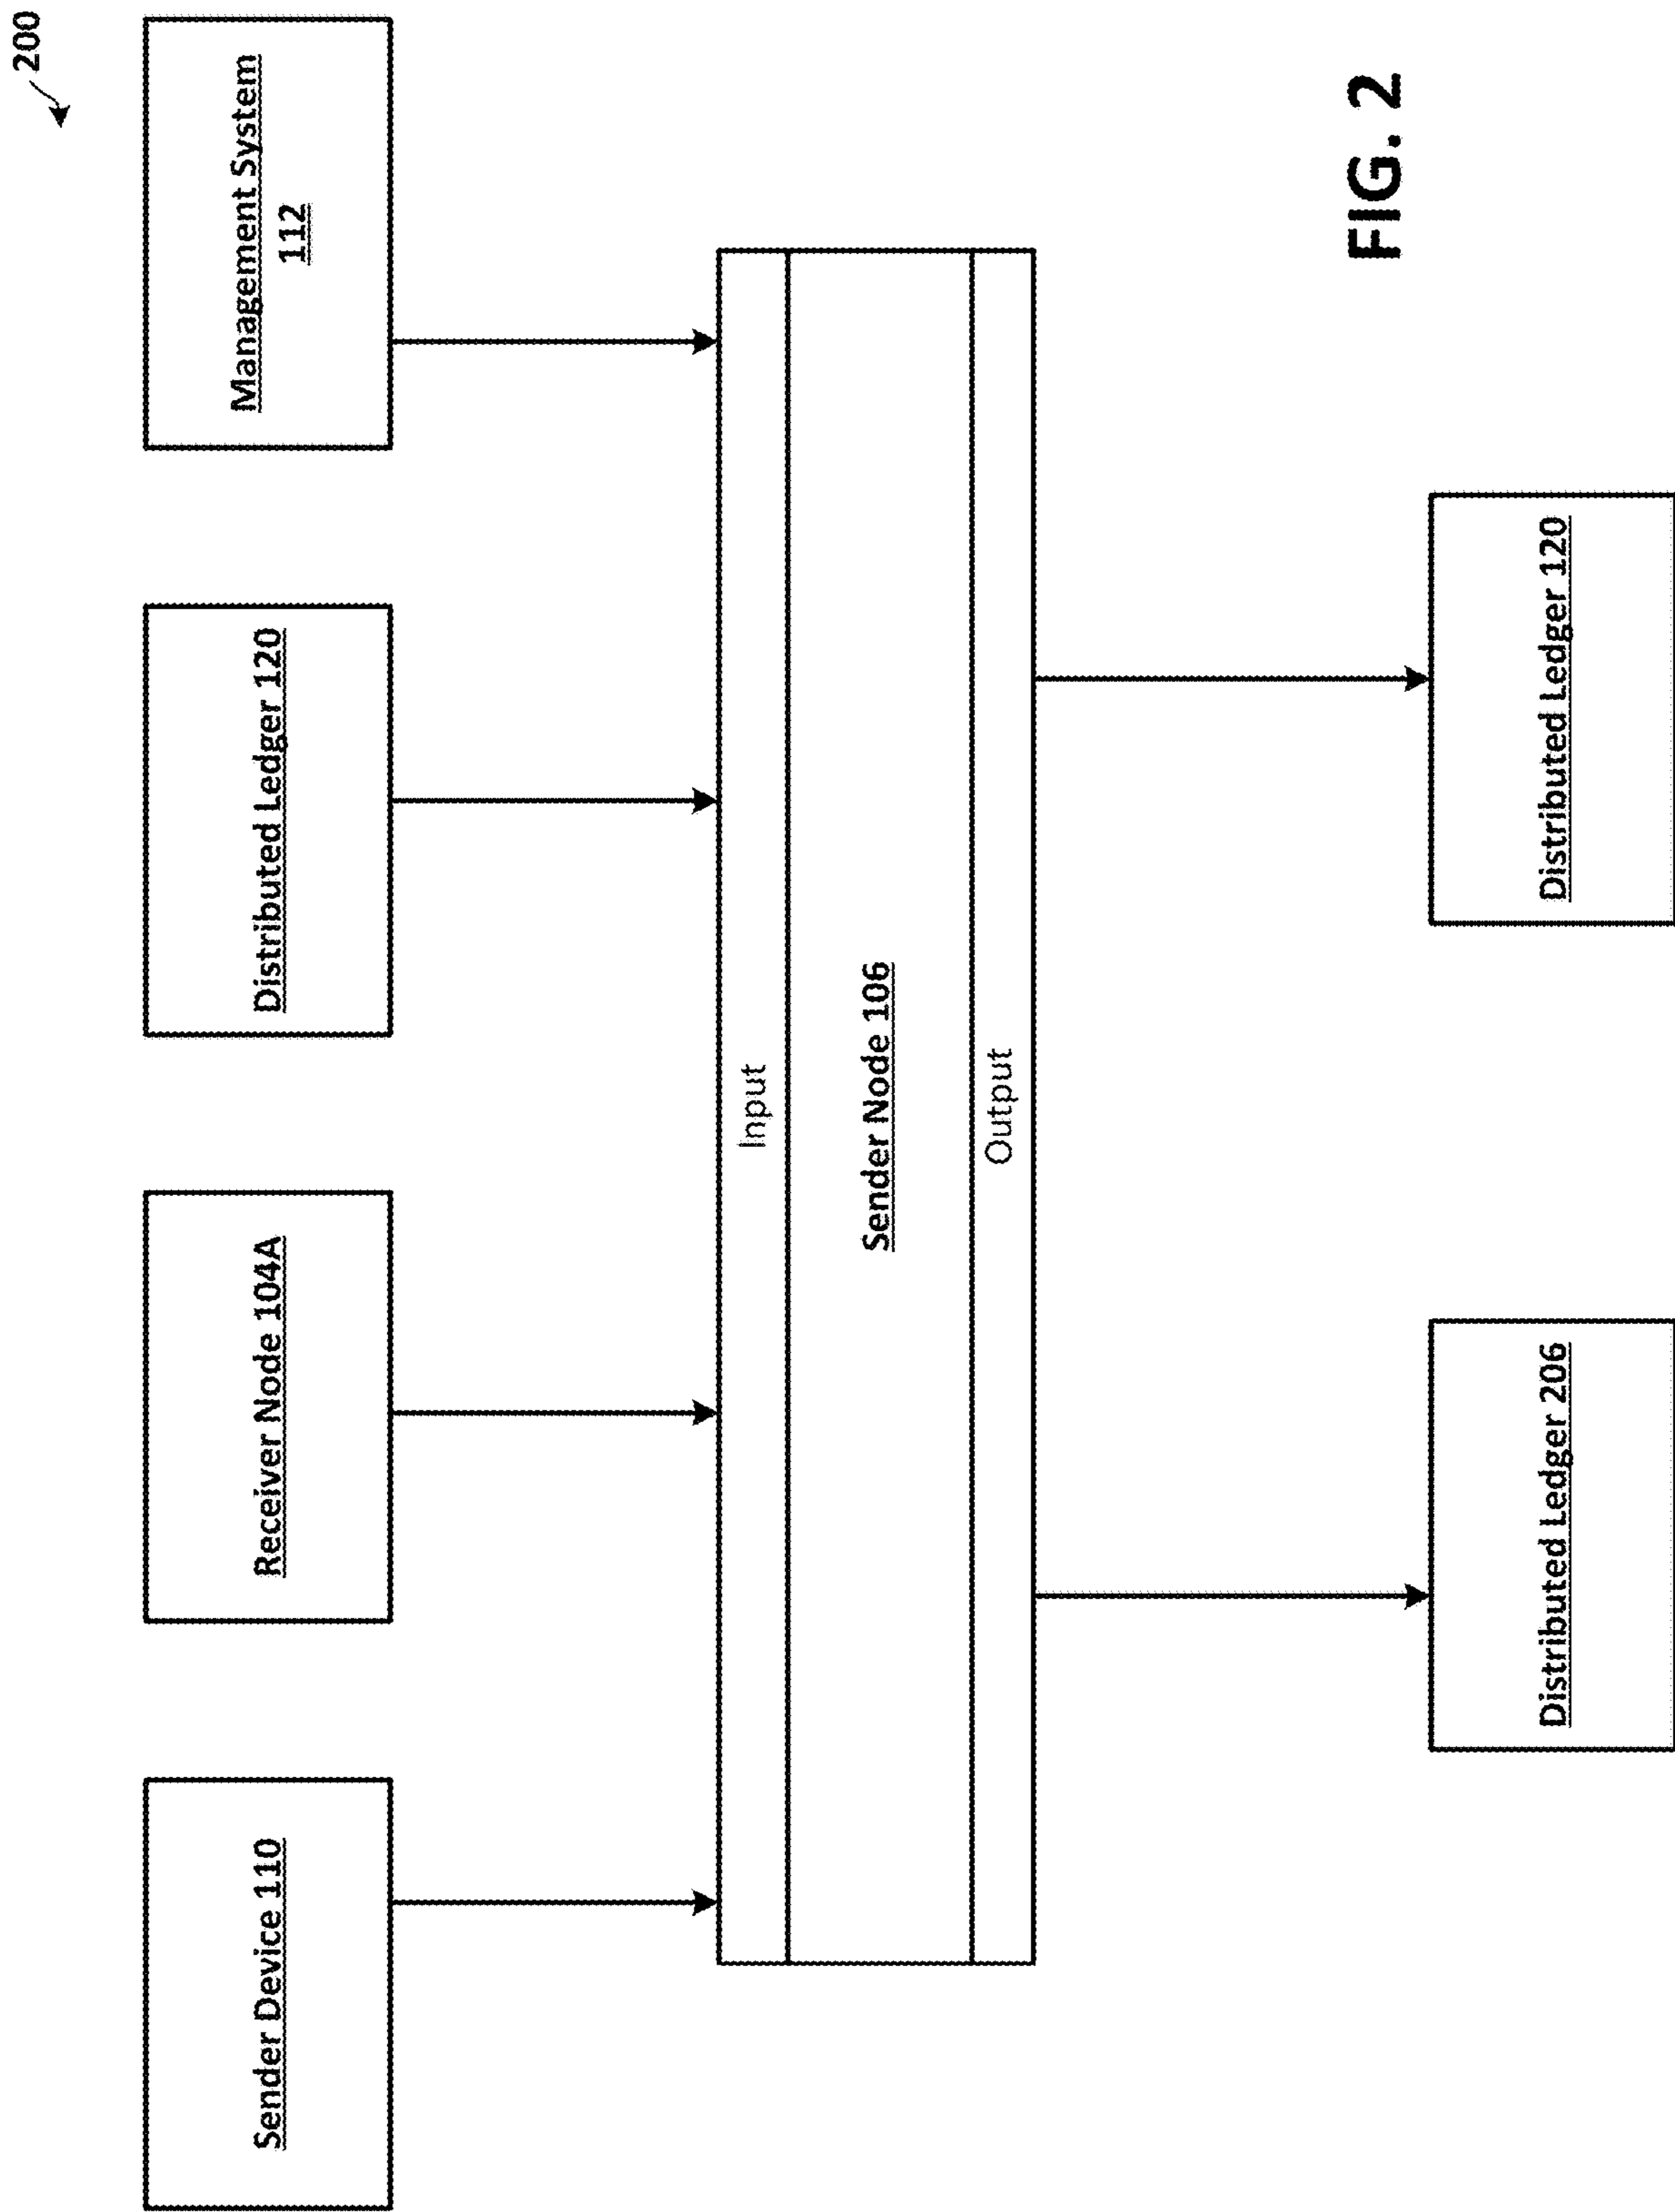 200
Sender Device 110
Receiver Node 104A
Distributed Ledger 120
Management System
112
Input
Sender Node 106
Output
Distributed Ledger 206
Distributed Ledger 120
FIG. 2